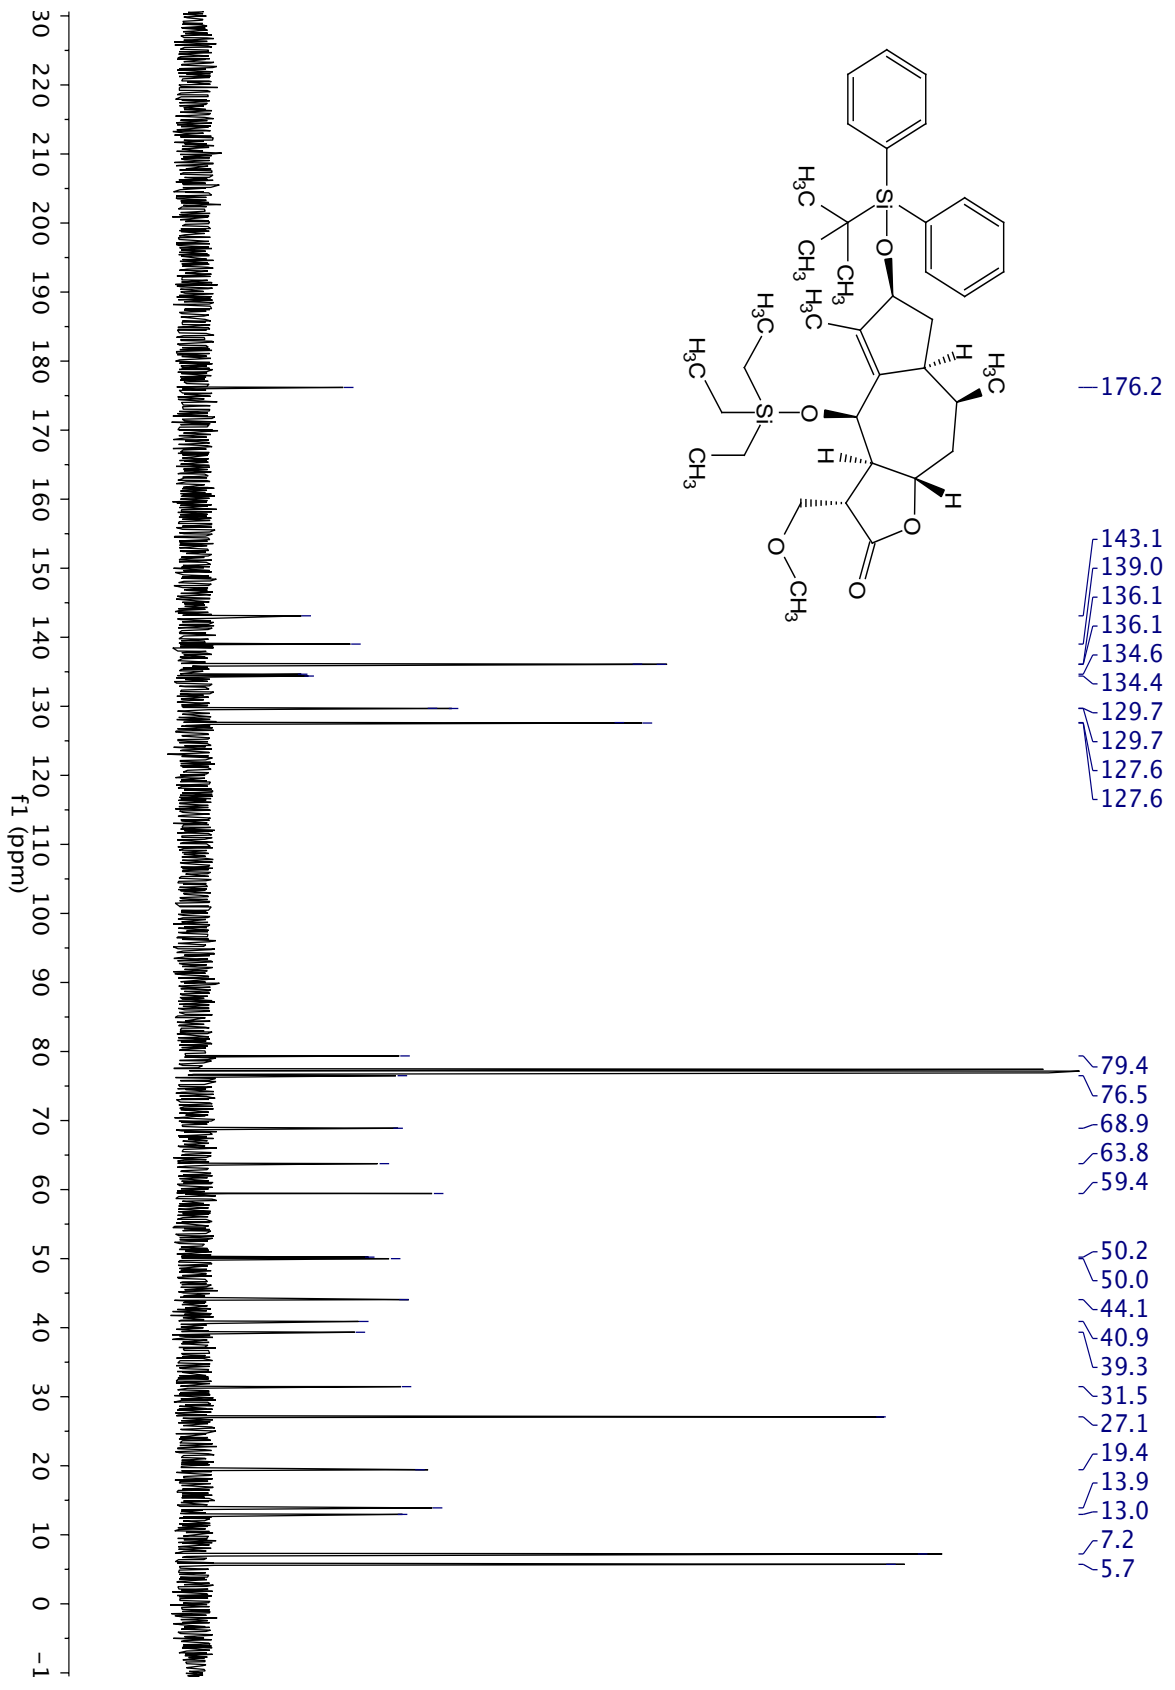 Si
O
H₃C
CH₃
CH₃
H₃C
H
H₃C
H₃C
H₃C
Si
CH₃
O
H
H
O
O
O
CH₃
176.2
143.1
139.0
136.1
136.1
134.6
134.4
129.7
129.7
127.6
127.6
79.4
76.5
68.9
63.8
59.4
50.2
50.0
44.1
40.9
39.3
31.5
27.1
19.4
13.9
13.0
7.2
5.7
30 220 210 200 190 180 170 160 150 140 130 120 110 100 90 80 70 60 50 40 30 20 10 0 -1
f1 (ppm)